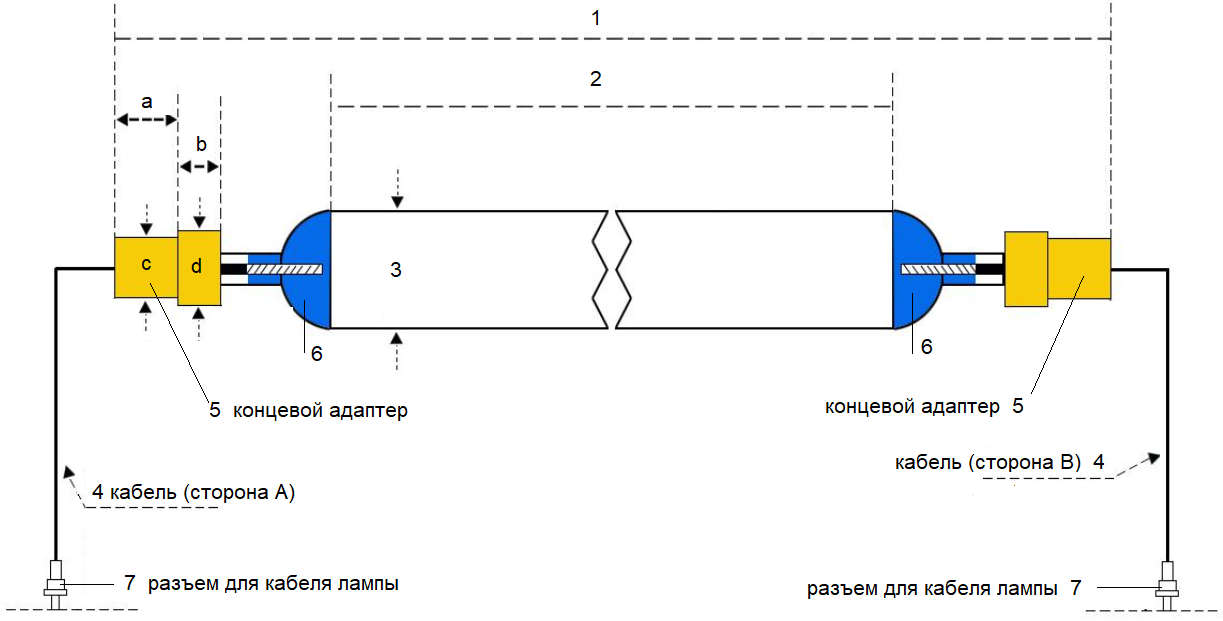 1
2
a
b
c
d
3
6
6
5 концевой адаптер
концевой адаптер 5
кабель (сторона B) 4
4 кабель (сторона A)
7 разъем для кабеля лампы
разъем для кабеля лампы 7